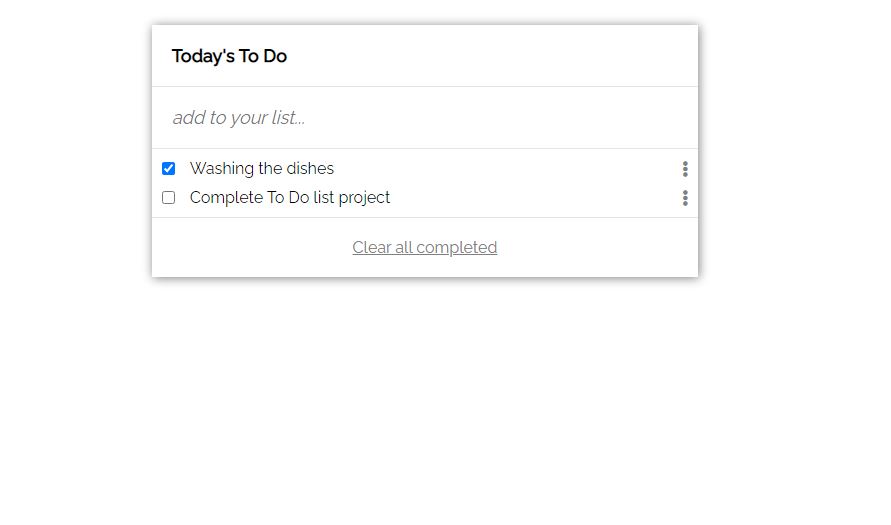 Today's To Do
add to your list...
Washing the dishes
Complete To Do list project
Clear all completed